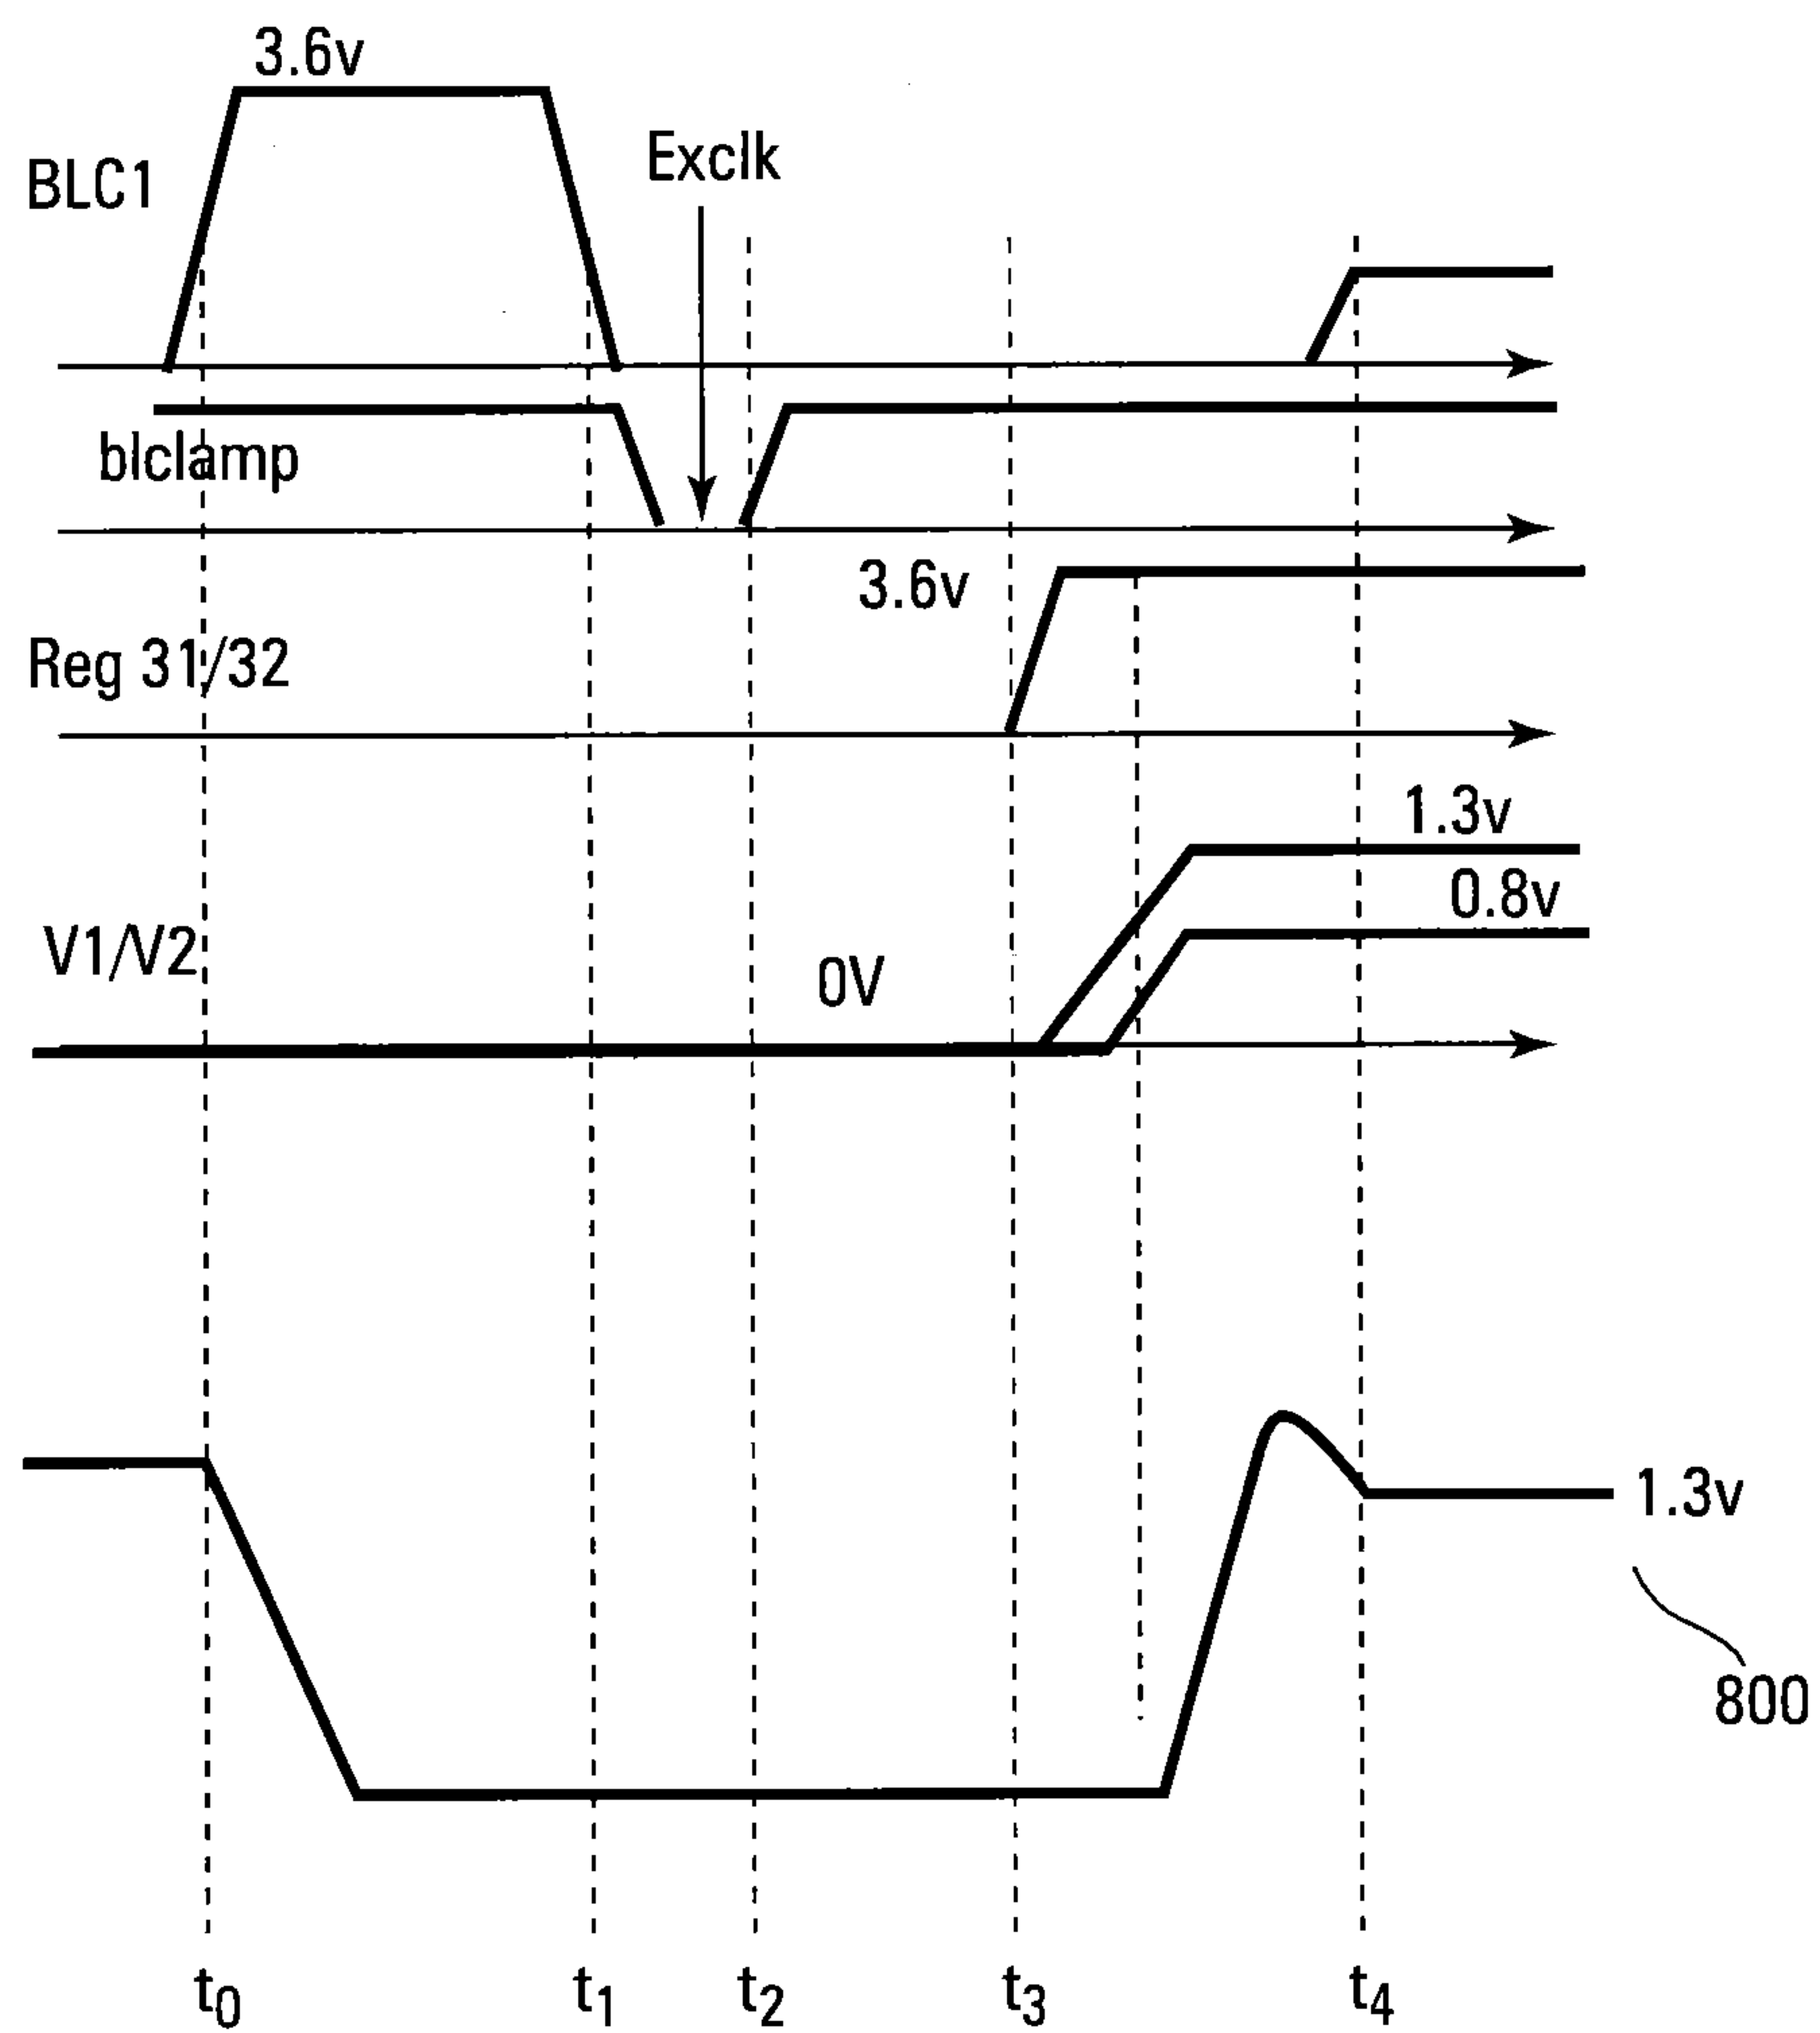 3.6v
BLC1
Exclk
blclamp
3.6v
Reg 31/32
1.3v
0.8v
V1/V2
0V
1.3v
800
t0 t1 t2 t3 t4